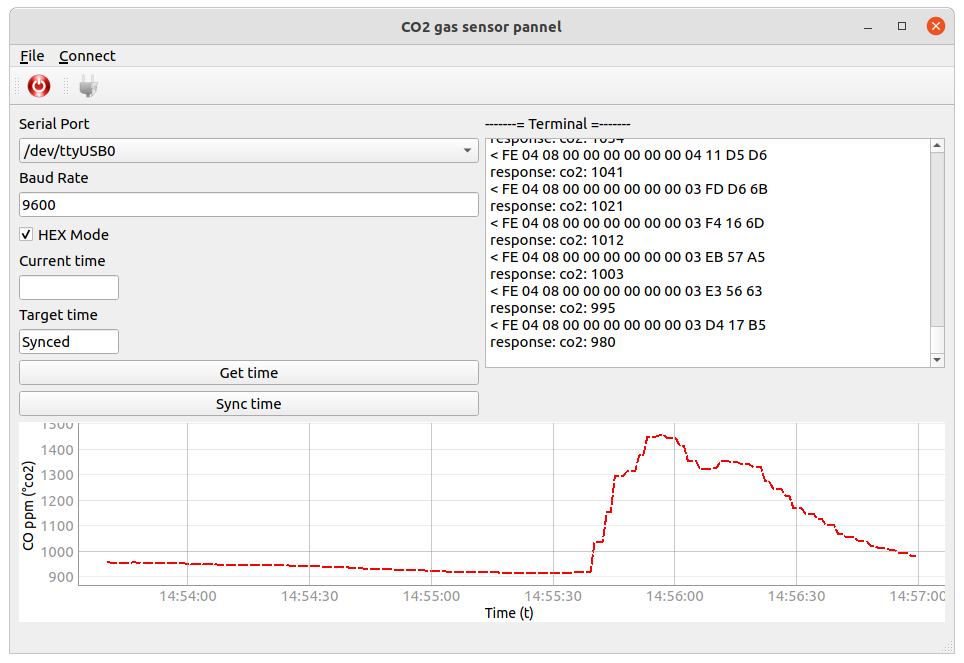 CO2 gas sensor pannel
File Connect
Serial Port
/dev/ttyUSB0
Baud Rate
9600
HEX Mode
Current time
Target time
Synced
Get time
Sync time
-------= Terminal =-------
response: co2: 1054
< FE 04 08 00 00 00 00 00 00 04 11 D5 D6
response: co2: 1041
< FE 04 08 00 00 00 00 00 00 03 FD D6 6B
response: co2: 1021
< FE 04 08 00 00 00 00 00 00 03 F4 16 6D
response: co2: 1012
< FE 04 08 00 00 00 00 00 00 03 EB 57 A5
response: co2: 1003
< FE 04 08 00 00 00 00 00 00 03 E3 56 63
response: co2: 995
< FE 04 08 00 00 00 00 00 00 03 D4 17 B5
response: co2: 980
CO ppm (°co2)
1500
1400
1300
1200
1100
1000
900
14:54:00 14:54:30 14:55:00 14:55:30 14:56:00 14:56:30 14:57:00
Time (t)